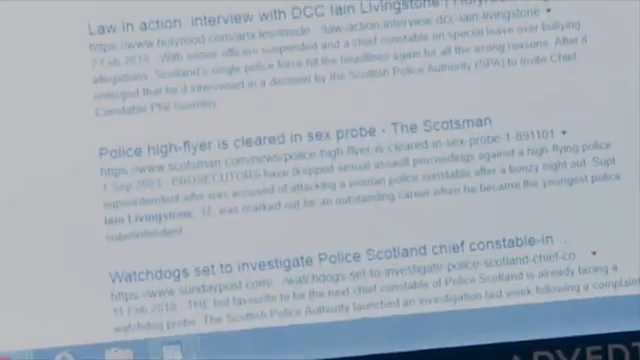 Law in action: interview with DCC Iain Livingstone | Holyrood
https://www.holyrood.com/articles/inside /law-action-interview-dcc-iain-livingstone
21 Feb 2018 With senior officers suspended and a chief constable on special leave over bullying
allegations, Scotland's single police force hit the headlines again for all the wrong reasons. After it
emerged that he'd intervened in a decision by the Scottish Police Authority (SPA) to invite Chief
Constable Phil Gormley
Police high-flyer is cleared in sex probe - The Scotsman
https://www.scotsman.com/news/police-high-flyer-is-cleared-in-sex-probe-1-891101
1 Sep 2003 PROSECUTORS have dropped sexual assault proceedings against a high flying police
superintendent who was accused of attacking a woman police constable after a boozy night out. Supt
Iain Livingstone, 37, was marked out for an outstanding career when he became the youngest police
superintendent
Watchdogs set to investigate Police Scotland chief constable-in ...
https://www.sundaypost.com/ /watchdogs-set-to-investigate-police-scotland-chief-co
11 Feb 2018 THE hot favourite to be the next chief constable of Police Scotland is already facing a
watchdog probe. The Scottish Police Authority launched an investigation last week following a complaint